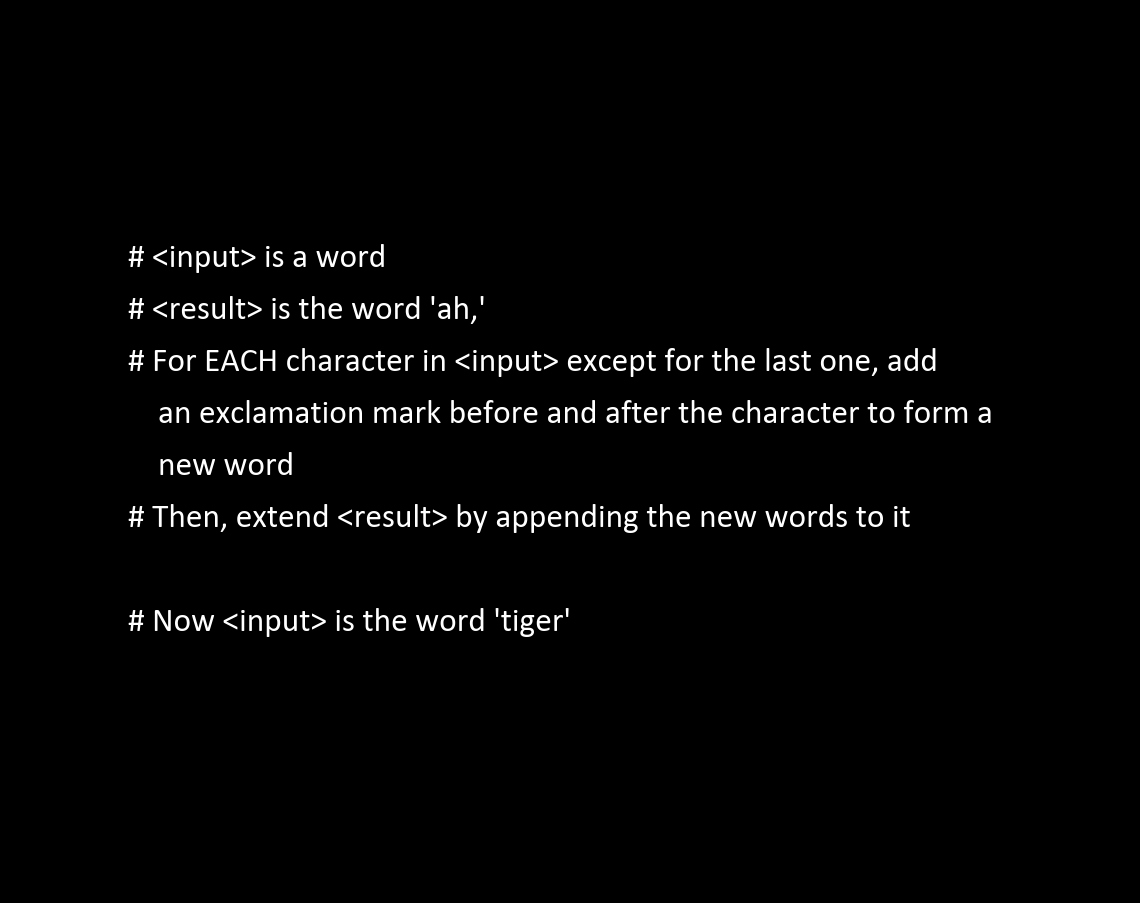 # <input> is a word
# <result> is the word 'ah,'
# For EACH character in <input> except for the last one, add
an exclamation mark before and after the character to form a
new word
# Then, extend <result> by appending the new words to it
# Now <input> is the word 'tiger'